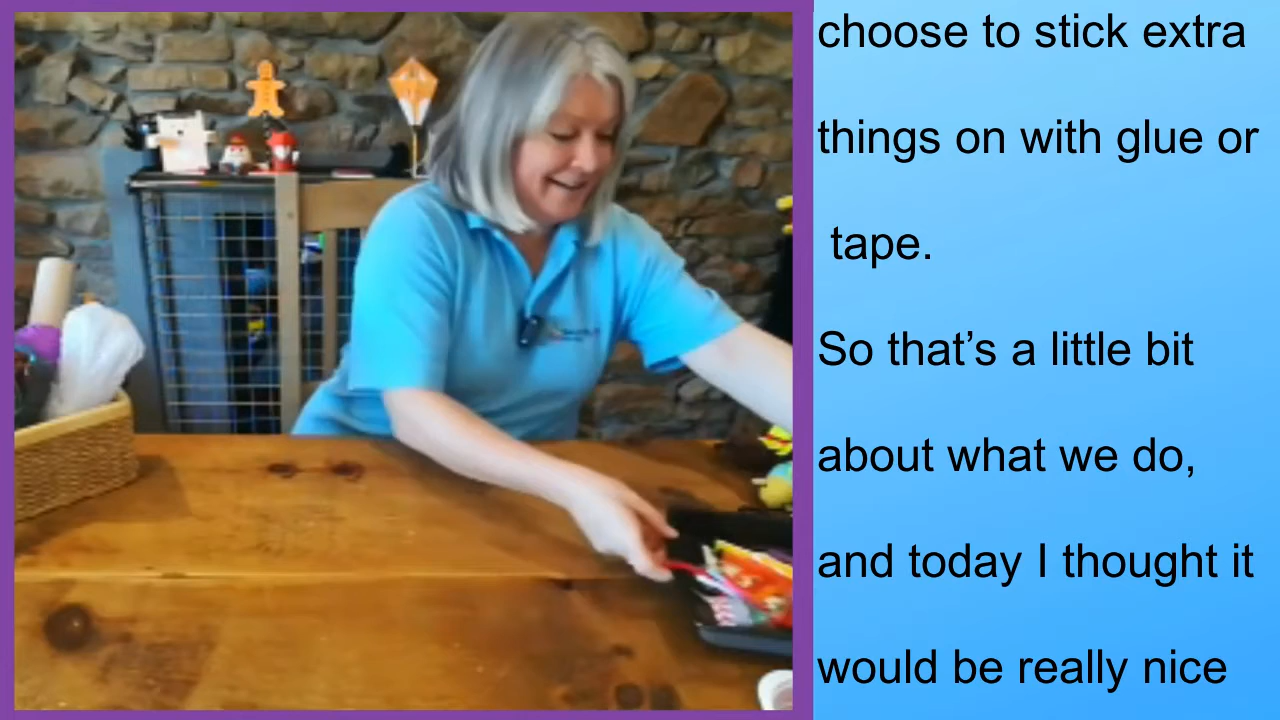 choose to stick extra
things on with glue or
tape.
So that’s a little bit
about what we do,
and today I thought it
would be really nice